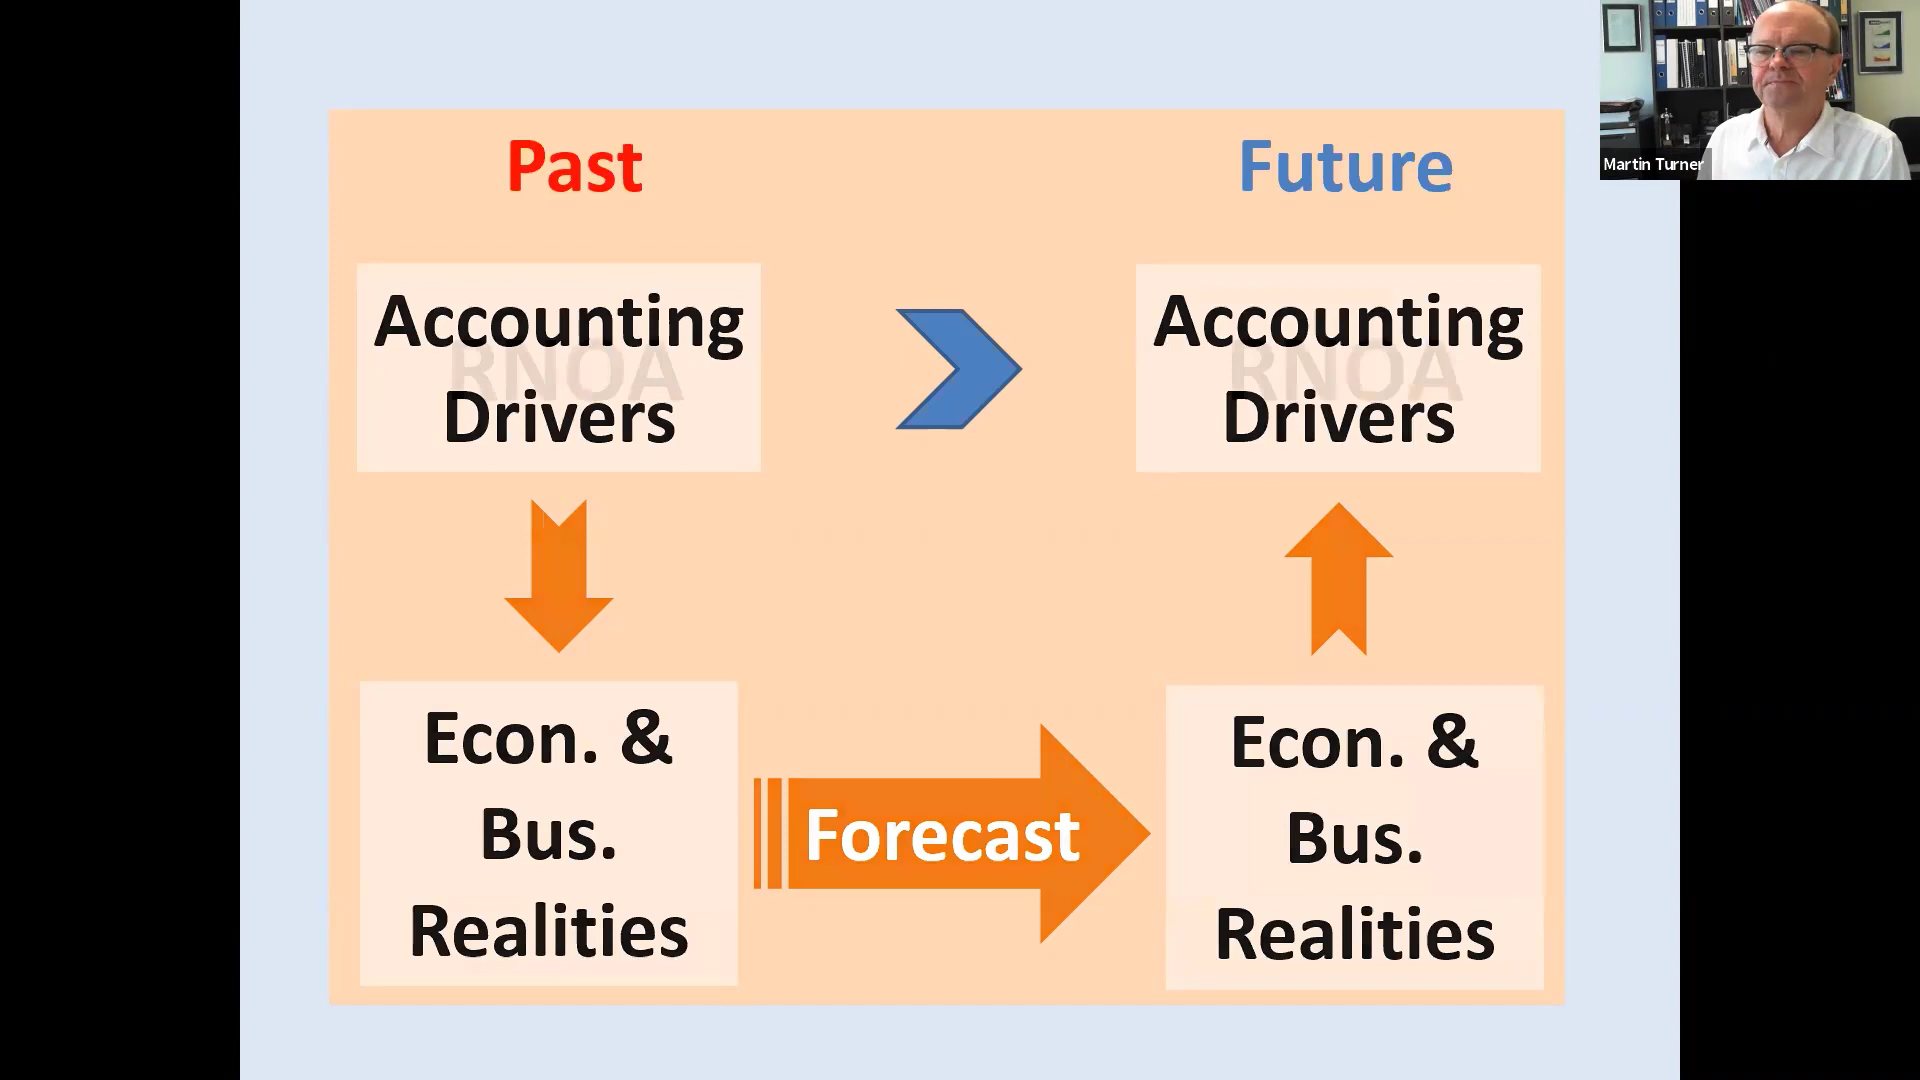 Past
Future
Martin Turner
Accounting
Drivers
RNOA
Accounting
Drivers
RNOA
Econ. &
Bus.
Realities
Forecast
Econ. &
Bus.
Realities